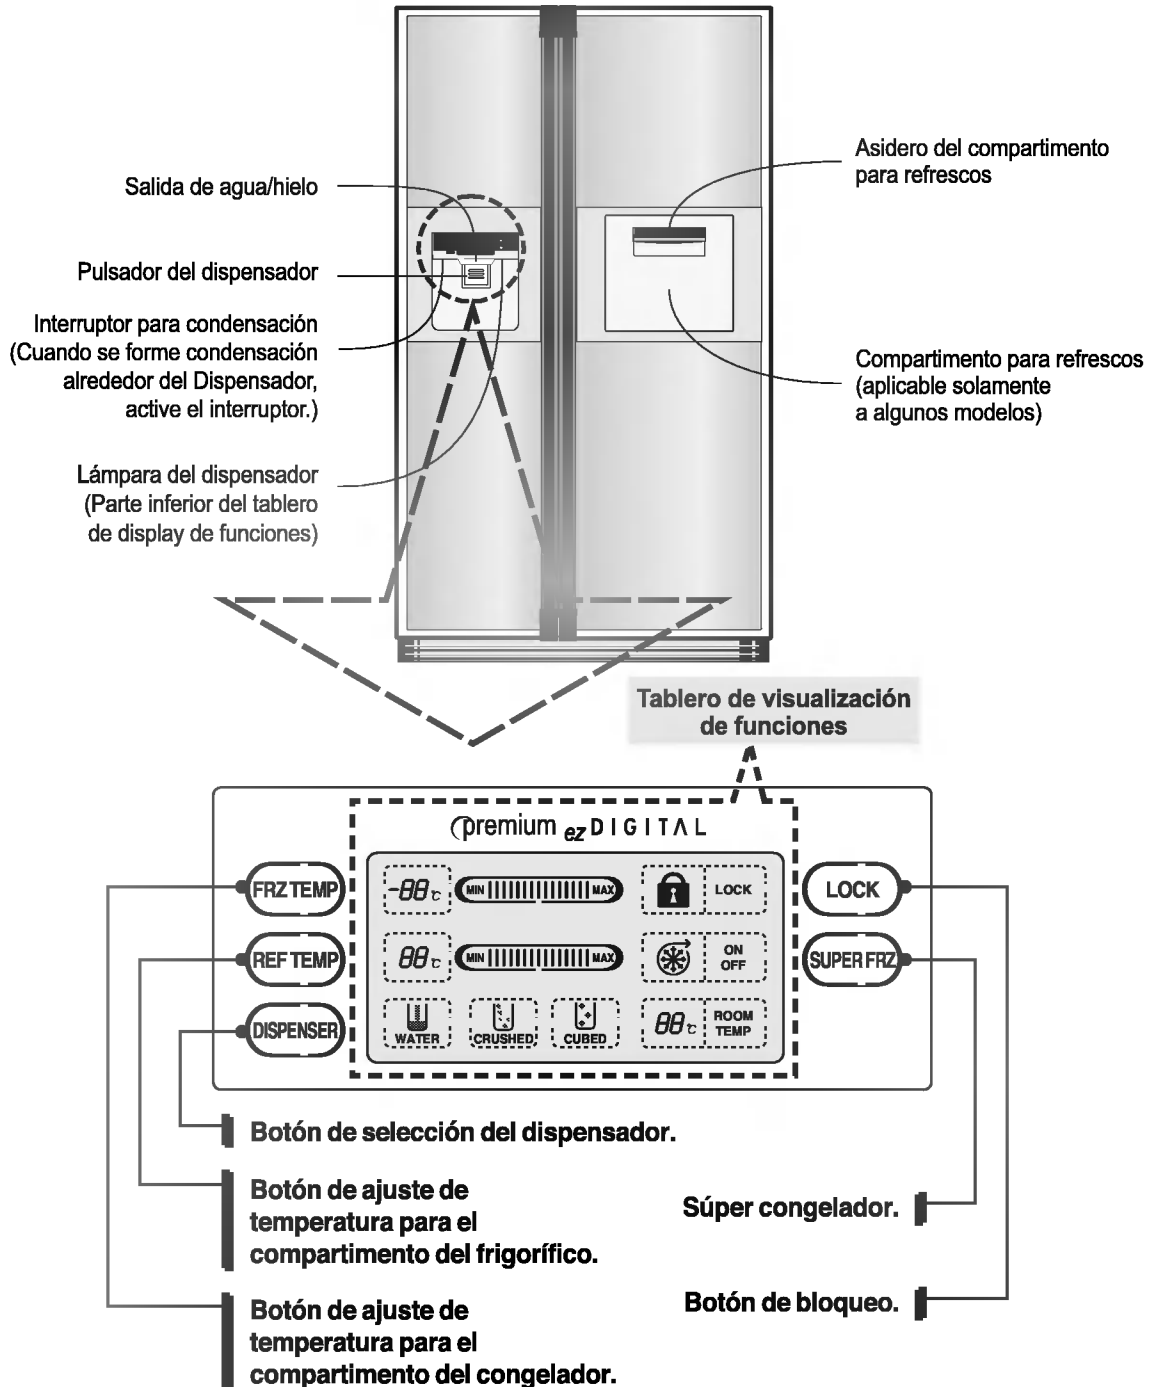 Salida de agua/hielo
Pulsador del dispensador
Interruptor para condensación
(Cuando se forme condensación
alrededor del Dispensador,
active el interruptor.)
Lámpara del dispensador
(Parte inferior del tablero
de display de funciones)
Asidero del compartimento
para refrescos
Compartimento para refrescos
(aplicable solamente
a algunos modelos)
Tablero de visualización
de funciones
premium ez DIGITAL
FRZ TEMP
REF TEMP
DISPENSER
-88 °C
MIN MAX
LOCK
88 °C
MIN MAX
ON
OFF
WATER
CRUSHED
CUBED
88 °C
ROOM
TEMP
LOCK
SUPER FRZ
Botón de selección del dispensador.
Botón de ajuste de
temperatura para el
compartimento del frigorífico.
Botón de ajuste de
temperatura para el
compartimento del congelador.
Súper congelador.
Botón de bloqueo.